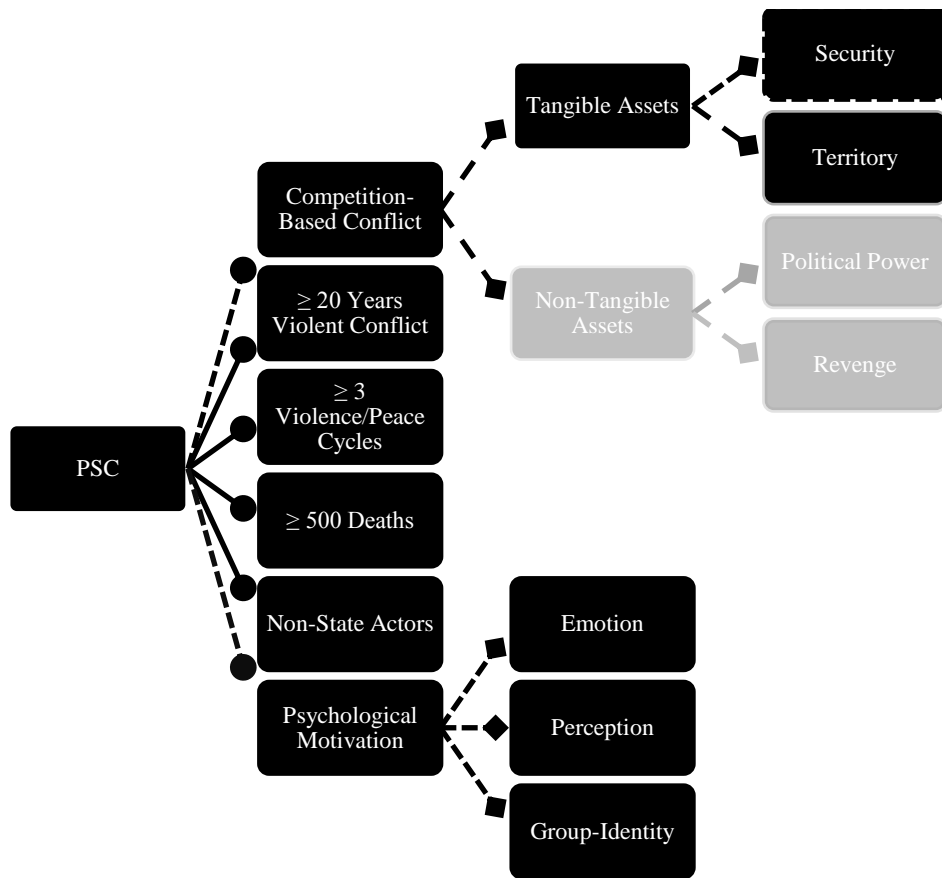 Security
Tangible Assets
Territory
Competition-
Based Conflict
Political Power
Non-Tangible
Assets
≥ 20 Years
Violent Conflict
Revenge
≥ 3
Violence/Peace
Cycles
PSC
≥ 500 Deaths
Non-State Actors
Emotion
Psychological
Motivation
Perception
Group-Identity